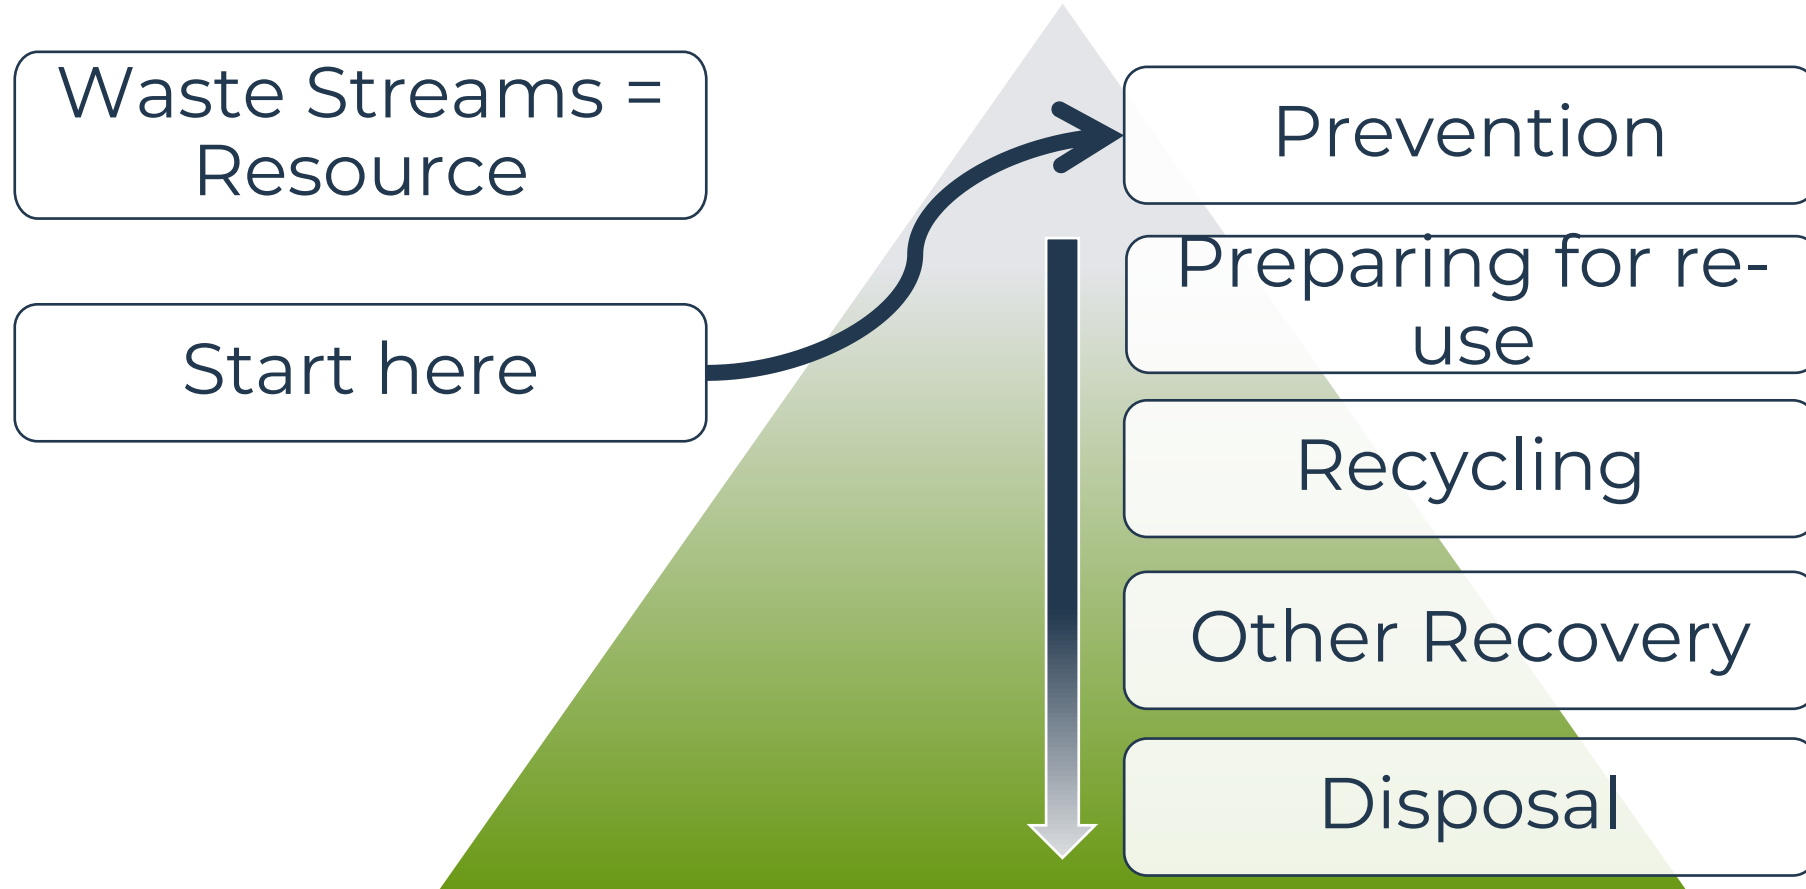 Waste Streams =
Resource
Start here
Prevention
Preparing for re-
use
Recycling
Other Recovery
Disposal